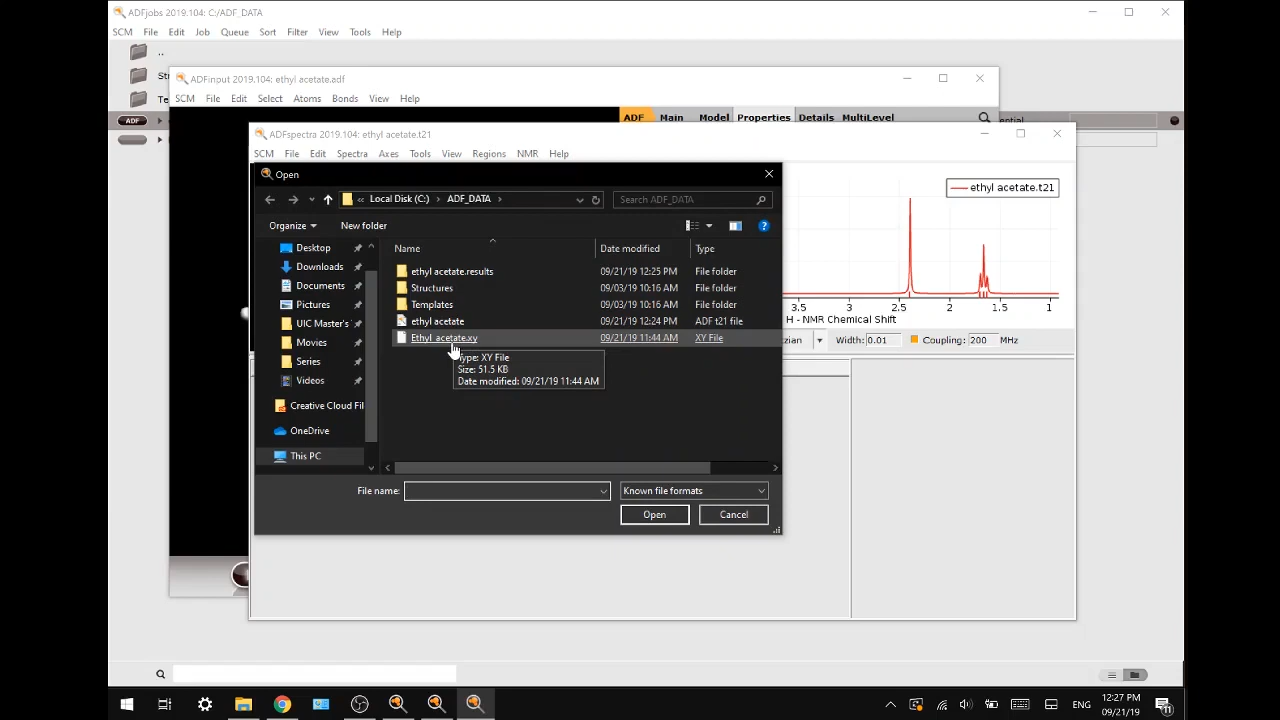 ADFjobs 2019.104: C:/ADF_DATA
SCM File Edit Job Queue Sort Filter View Tools Help
..
St
Te
ADF
ADFinput 2019.104: ethyl acetate.adf
SCM File Edit Select Atoms Bonds View Help
ADF Main Model Properties Details MultiLevel
ential
ADFspectra 2019.104: ethyl acetate.t21
SCM File Edit Spectra Axes Tools View Regions NMR Help
Open
« Local Disk (C:) › ADF_DATA ›
Search ADF_DATA
Organize New folder
Desktop
Downloads
Documents
Pictures
UIC Master's
Movies
Series
Videos
Creative Cloud Fil
OneDrive
This PC
Name Date modified Type
ethyl acetate.results 09/21/19 12:25 PM File folder
Structures 09/03/19 10:16 AM File folder
Templates 09/03/19 10:16 AM File folder
ethyl acetate 09/21/19 12:24 PM ADF t21 file
Ethyl_acetate.xy 09/21/19 11:44 AM XY File
Type: XY File
Size: 51.5 KB
Date modified: 09/21/19 11:44 AM
File name: Known file formats
Open Cancel
ethyl acetate.t21
3.5 3 2.5 2 1.5 1
H - NMR Chemical Shift
zian Width: 0.01 Coupling: 200 MHz
ENG
12:27 PM
09/21/19
11